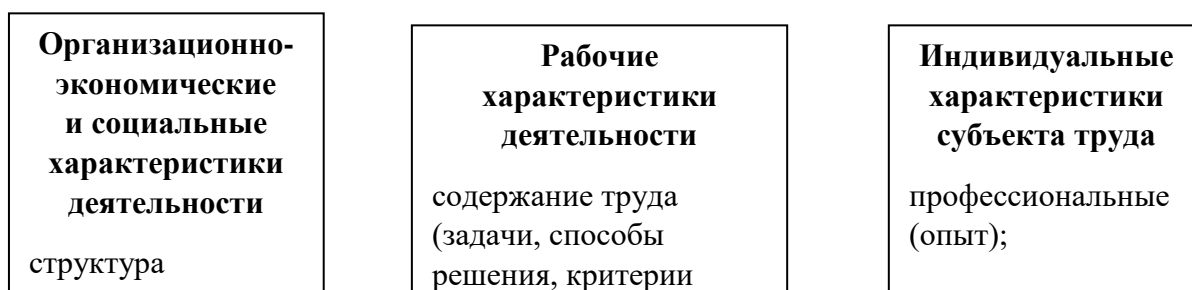 Организационно-
экономические
и социальные
характеристики
деятельности
структура
Рабочие
характеристики
деятельности
содержание труда
(задачи, способы
решения, критерии
Индивидуальные
характеристики
субъекта труда
профессиональные
(опыт);